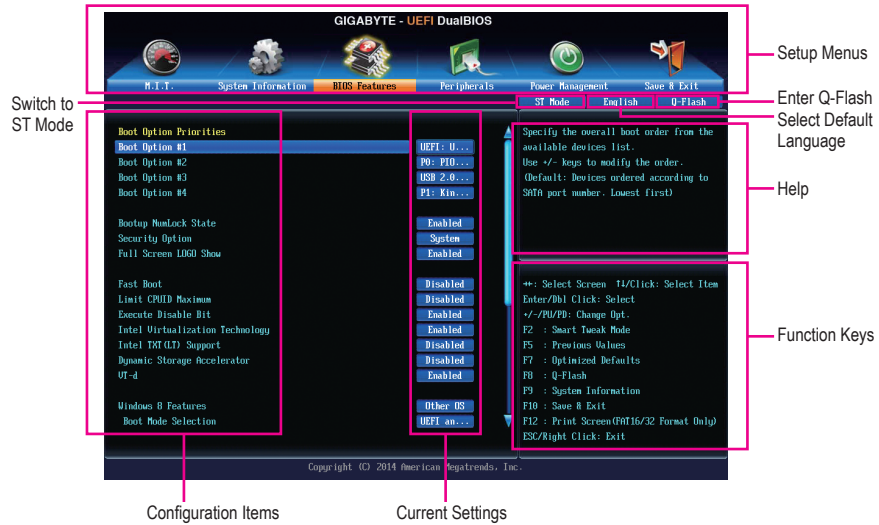 GIGABYTE - UEFI DualBIOS
M.I.T.
System Information
BIOS Features
Peripherals
Power Management
Save & Exit
Setup Menus
ST Mode
English
Q-Flash
Switch to
ST Mode
Enter Q-Flash
Select Default
Language
Boot Option Priorities
Boot Option #1 UEFI: U...
Boot Option #2 P0: PIO...
Boot Option #3 USB 2.0...
Boot Option #4 P1: Kin...
Bootup NumLock State Enabled
Security Option System
Full Screen LOGO Show Enabled
Fast Boot Disabled
Limit CPUID Maximum Disabled
Execute Disable Bit Enabled
Intel Virtualization Technology Enabled
Intel TXT(LT) Support Disabled
Dynamic Storage Accelerator Disabled
VT-d Enabled
Windows 8 Features Other OS
Boot Mode Selection UEFI an...
Specify the overall boot order from the
available devices list.
Use +/- keys to modify the order.
(Default: Devices ordered according to
SATA port number. Lowest first)
Help
→←: Select Screen ↑↓/Click: Select Item
Enter/Dbl Click: Select
+/-/PU/PD: Change Opt.
F2 : Smart Tweak Mode
F5 : Previous Values
F7 : Optimized Defaults
F8 : Q-Flash
F9 : System Information
F10 : Save & Exit
F12 : Print Screen(FAT16/32 Format Only)
ESC/Right Click: Exit
Function Keys
Copyright (C) 2014 American Megatrends, Inc.
Configuration Items
Current Settings